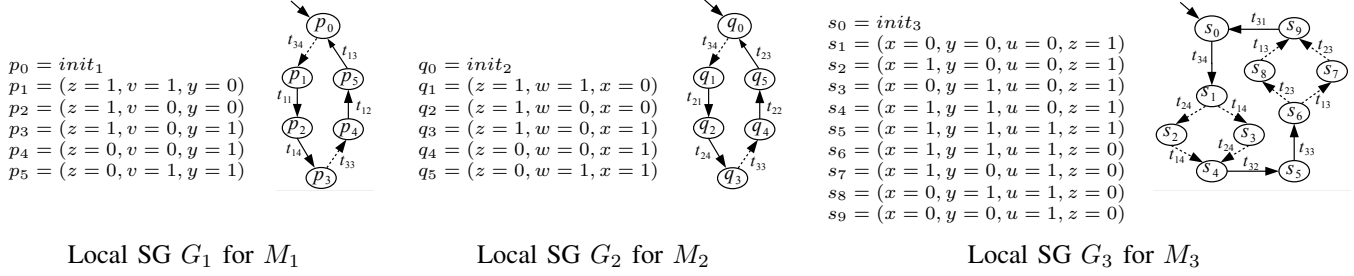 p₀ = init₁
p₁ = (z = 1, v = 1, y = 0)
p₂ = (z = 1, v = 0, y = 0)
p₃ = (z = 1, v = 0, y = 1)
p₄ = (z = 0, v = 0, y = 1)
p₅ = (z = 0, v = 1, y = 1)
p₀
t₃₄ t₁₃
p₁ p₅
t₁₁ t₁₂
p₂ p₄
t₁₄ t₃₃
p₃
Local SG G₁ for M₁
q₀ = init₂
q₁ = (z = 1, w = 1, x = 0)
q₂ = (z = 1, w = 0, x = 0)
q₃ = (z = 1, w = 0, x = 1)
q₄ = (z = 0, w = 0, x = 1)
q₅ = (z = 0, w = 1, x = 1)
q₀
t₃₄ t₂₃
q₁ q₅
t₂₁ t₂₂
q₂ q₄
t₂₄ t₃₃
q₃
Local SG G₂ for M₂
s₀ = init₃
s₁ = (x = 0, y = 0, u = 0, z = 1)
s₂ = (x = 1, y = 0, u = 0, z = 1)
s₃ = (x = 0, y = 1, u = 0, z = 1)
s₄ = (x = 1, y = 1, u = 0, z = 1)
s₅ = (x = 1, y = 1, u = 1, z = 1)
s₆ = (x = 1, y = 1, u = 1, z = 0)
s₇ = (x = 1, y = 0, u = 1, z = 0)
s₈ = (x = 0, y = 1, u = 1, z = 0)
s₉ = (x = 0, y = 0, u = 1, z = 0)
s₀ t₃₁ s₉
t₃₄ t₁₃ t₂₃
s₈ s₇
s₁ t₂₃ t₁₃
t₂₄ t₁₄ s₆
s₂ s₃
t₁₄ t₂₄ t₃₃
s₄ t₃₂ s₅
Local SG G₃ for M₃